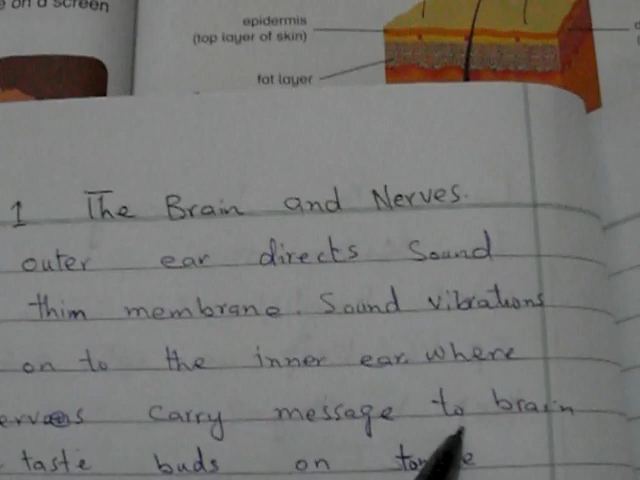 on a screen
epidermis
(top layer of skin)
fat layer
1 The Brain and Nerves.
outer ear directs Sound
thim membrane. Sound vibrations
on to the inner ear where
carry message to brain
taste buds on